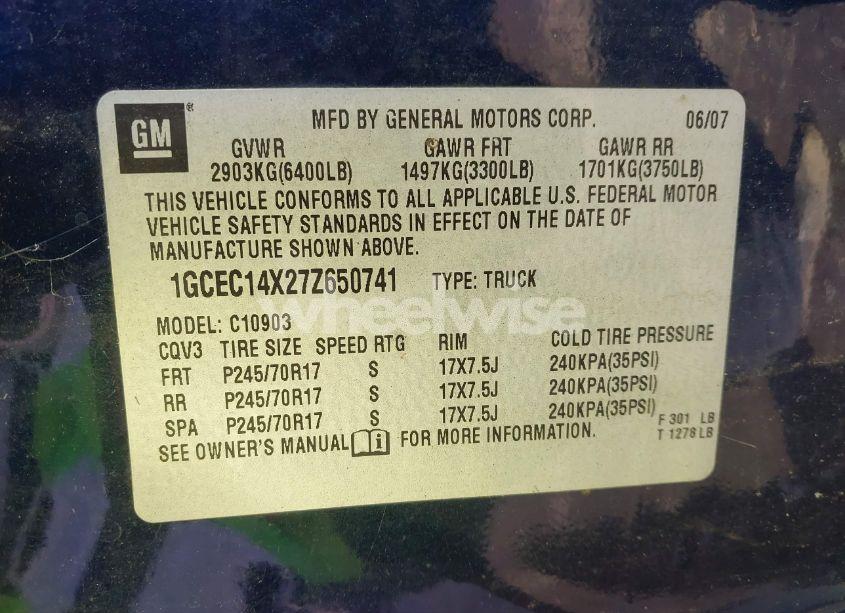 GM
MFD BY GENERAL MOTORS CORP. 06/07
GVWR GAWR FRT GAWR RR
2903KG(6400LB) 1497KG(3300LB) 1701KG(3750LB)
THIS VEHICLE CONFORMS TO ALL APPLICABLE U.S. FEDERAL MOTOR
VEHICLE SAFETY STANDARDS IN EFFECT ON THE DATE OF
MANUFACTURE SHOWN ABOVE.
1GCEC14X27Z650741 TYPE: TRUCK
wheelwise
MODEL: C10903
CQV3 TIRE SIZE SPEED RTG RIM COLD TIRE PRESSURE
FRT P245/70R17 S 17X7.5J 240KPA(35PSI)
RR P245/70R17 S 17X7.5J 240KPA(35PSI)
SPA P245/70R17 S 17X7.5J 240KPA(35PSI)
F 301 LB
SEE OWNER'S MANUAL FOR MORE INFORMATION.
T 1278 LB